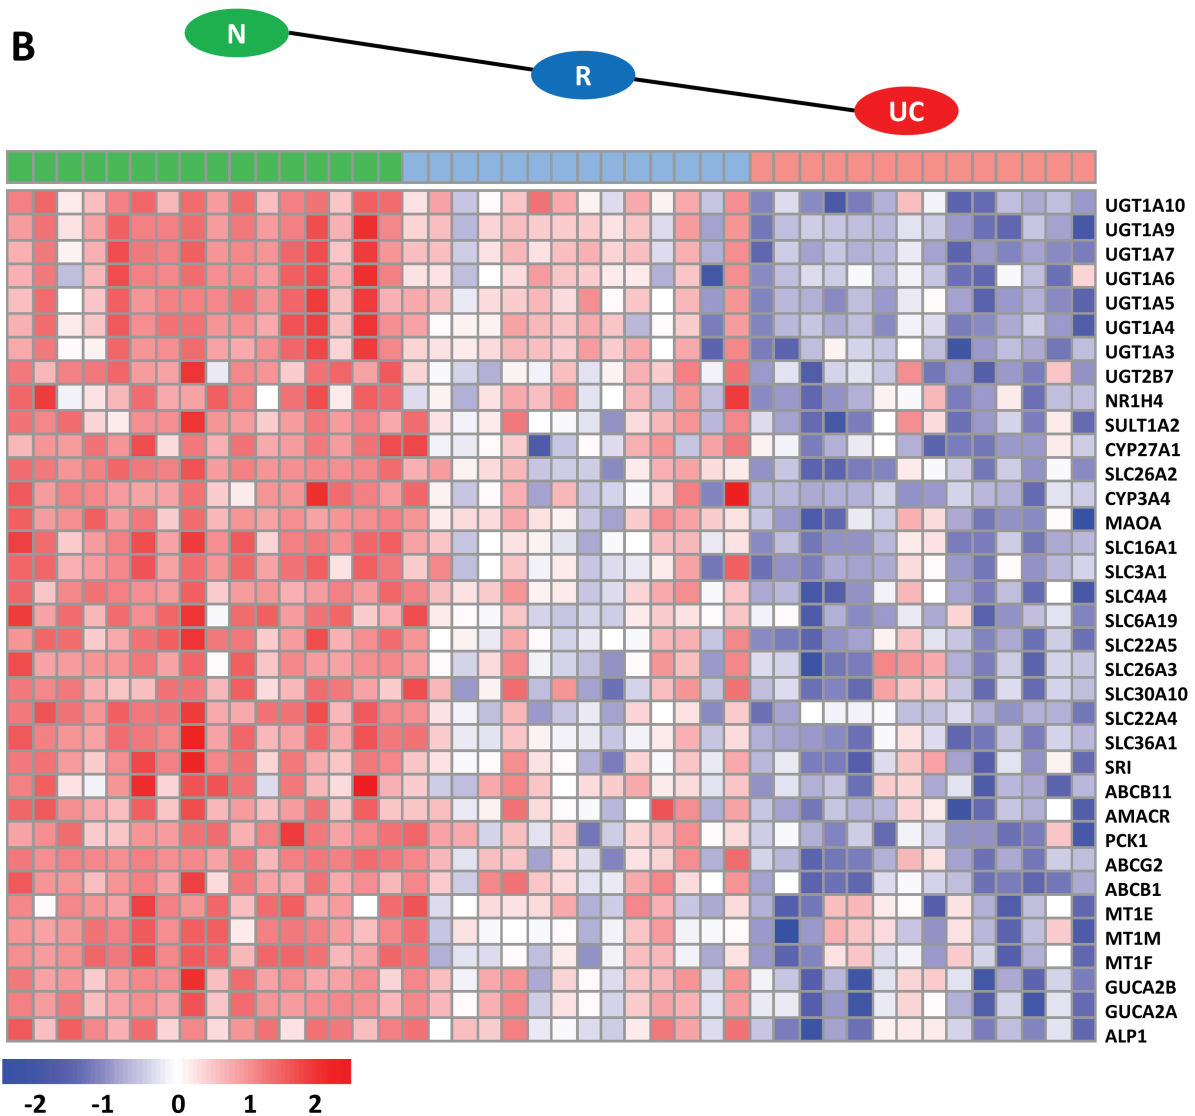 B
N
R
UC
UGT1A10
UGT1A9
UGT1A7
UGT1A6
UGT1A5
UGT1A4
UGT1A3
UGT2B7
NR1H4
SULT1A2
CYP27A1
SLC26A2
CYP3A4
MAOA
SLC16A1
SLC3A1
SLC4A4
SLC6A19
SLC22A5
SLC26A3
SLC30A10
SLC22A4
SLC36A1
SRI
ABCB11
AMACR
PCK1
ABCG2
ABCB1
MT1E
MT1M
MT1F
GUCA2B
GUCA2A
ALP1
-2 -1 0 1 2